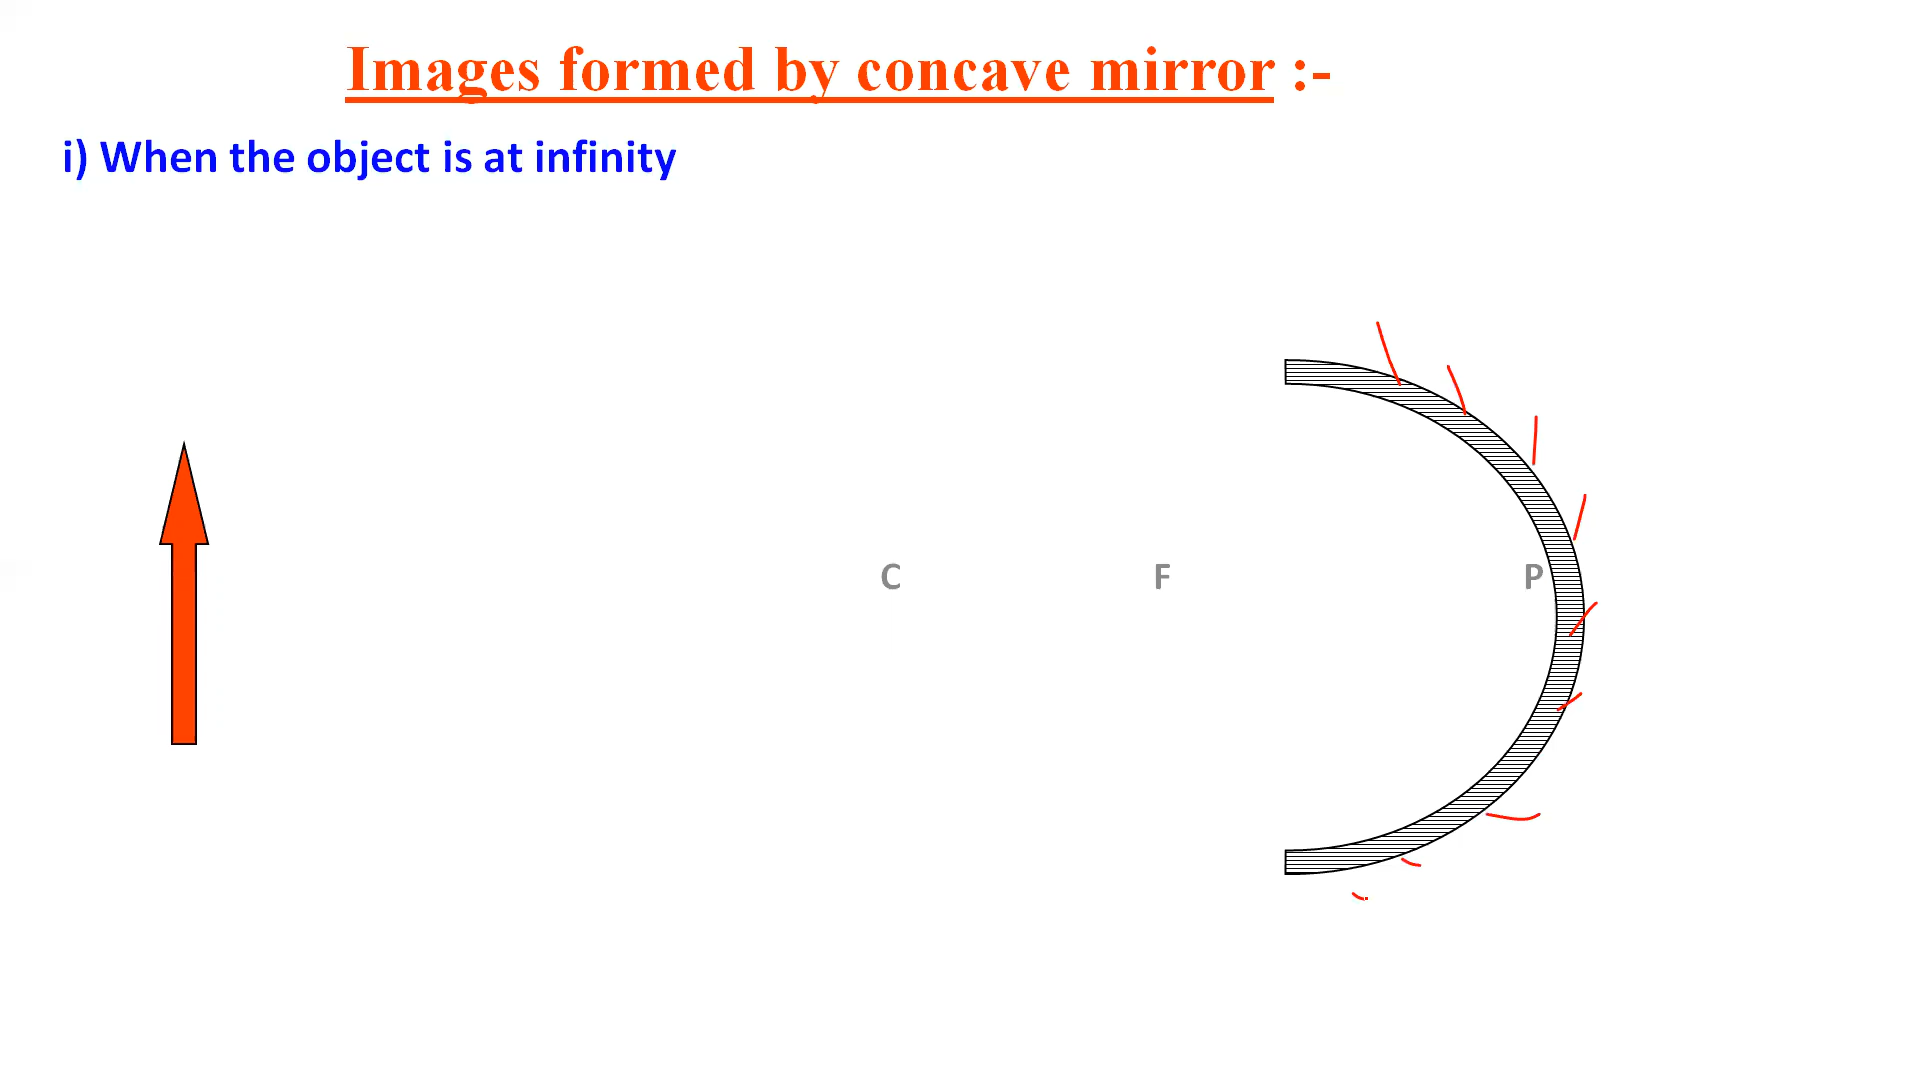 Images formed by concave mirror :-
i) When the object is at infinity
C F P